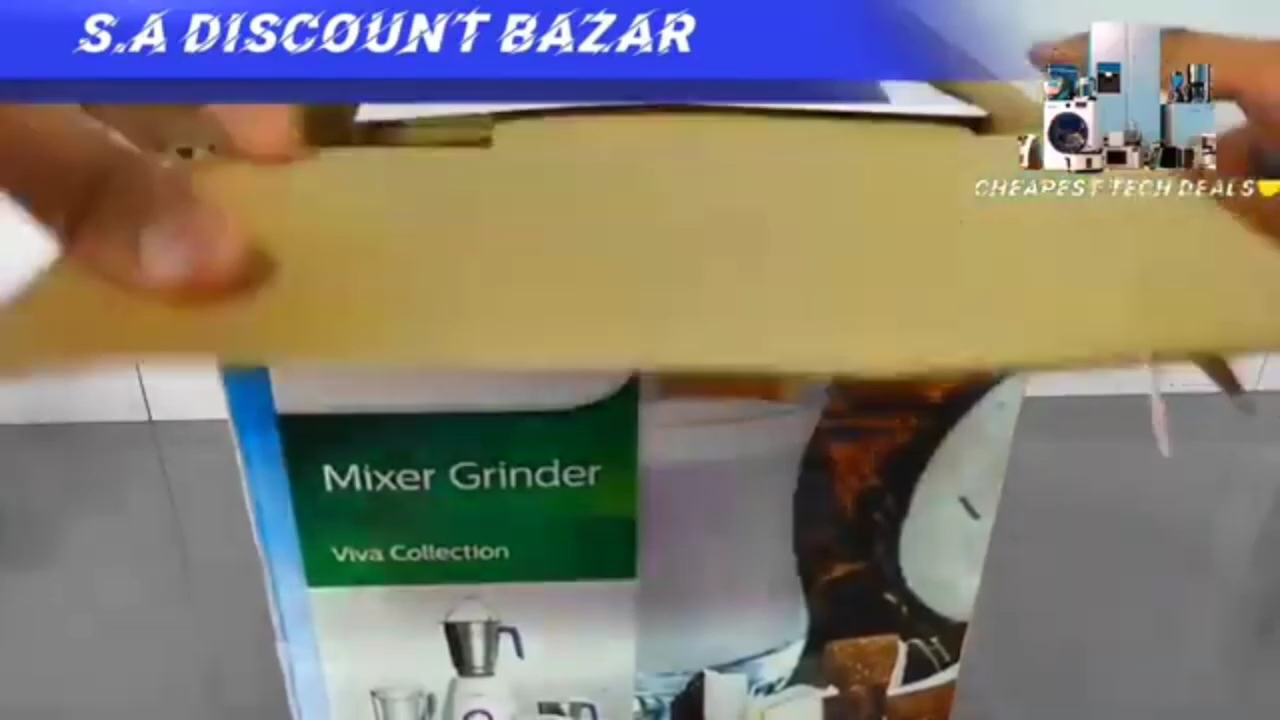 S.A DISCOUNT BAZAR
CHEAPEST TECH DEALS
Mixer Grinder
Viva Collection